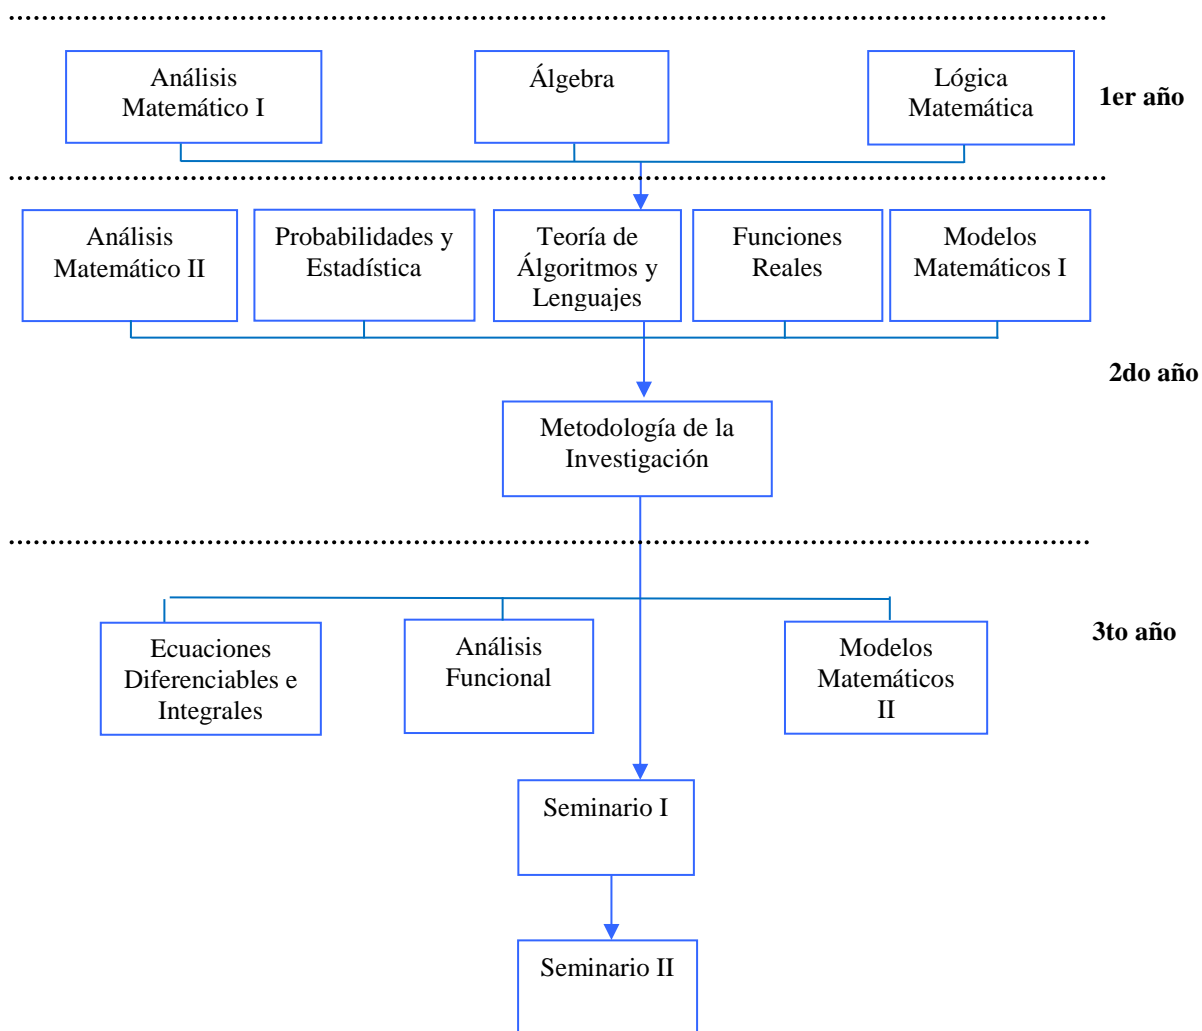 Análisis
Matemático I
Álgebra
Lógica
Matemática
1er año
Análisis
Matemático II
Probabilidades y
Estadística
Teoría de
Álgoritmos y
Lenguajes
Funciones
Reales
Modelos
Matemáticos I
2do año
Metodología de la
Investigación
Ecuaciones
Diferenciables e
Integrales
Análisis
Funcional
Modelos
Matemáticos
II
3to año
Seminario I
Seminario II